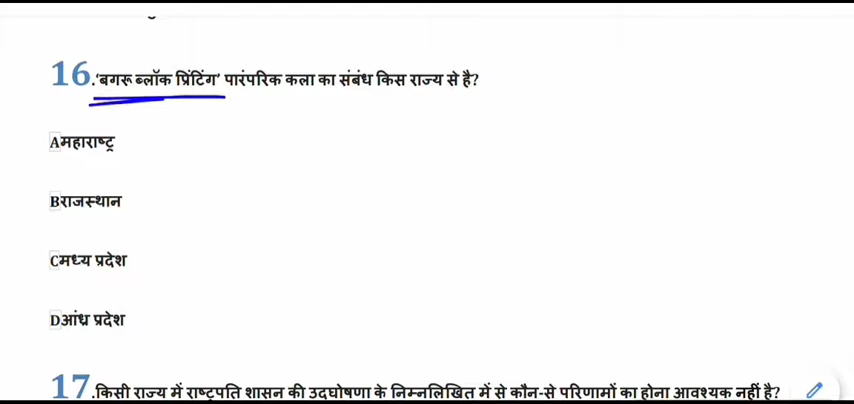 16.‘बगरू ब्लॉक प्रिंटिंग’ पारंपरिक कला का संबंध किस राज्य से है?
Aमहाराष्ट्र
Bराजस्थान
Cमध्य प्रदेश
Dआंध्र प्रदेश
17.किसी राज्य में राष्ट्रपति शासन की उदघोषणा के निम्नलिखित में से कौन-से परिणामों का होना आवश्यक नहीं है?